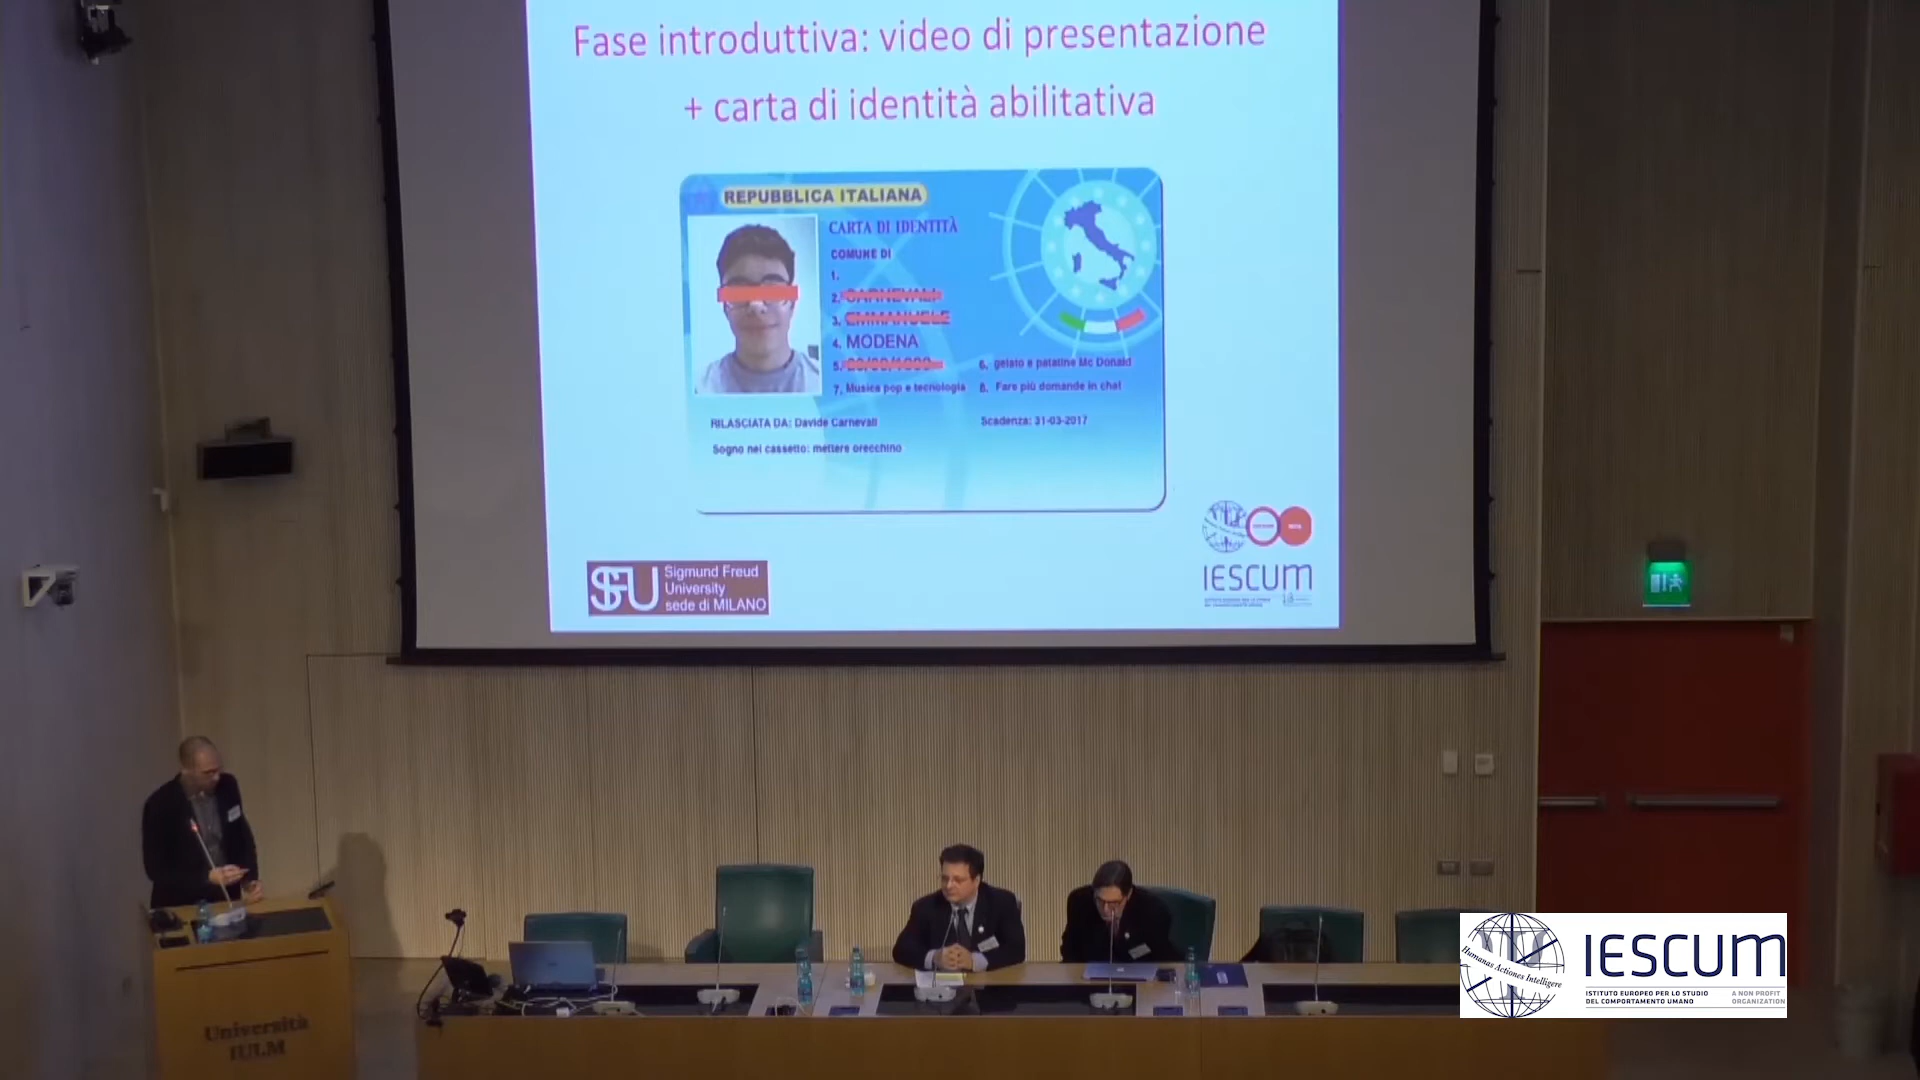 Fase introduttiva: video di presentazione
+ carta di identità abilitativa
REPUBBLICA ITALIANA
CARTA DI IDENTITÀ
COMUNE DI
1.
2.
3.
4. MODENA
5.
6. gelato e patatine Mc Donald
7. Musica pop e tecnologia
8. Fare più domande in chat
RILASCIATA DA: Davide Carnevali
Scadenza: 31-03-2017
Sogno nel cassetto: mettere orecchino
SFU
Sigmund Freud
University
sede di MILANO
IESCUM
Università
IULM
Humanas Actiones Intelligere
IESCUM
ISTITUTO EUROPEO PER LO STUDIO
DEL COMPORTAMENTO UMANO
A NON PROFIT
ORGANIZATION